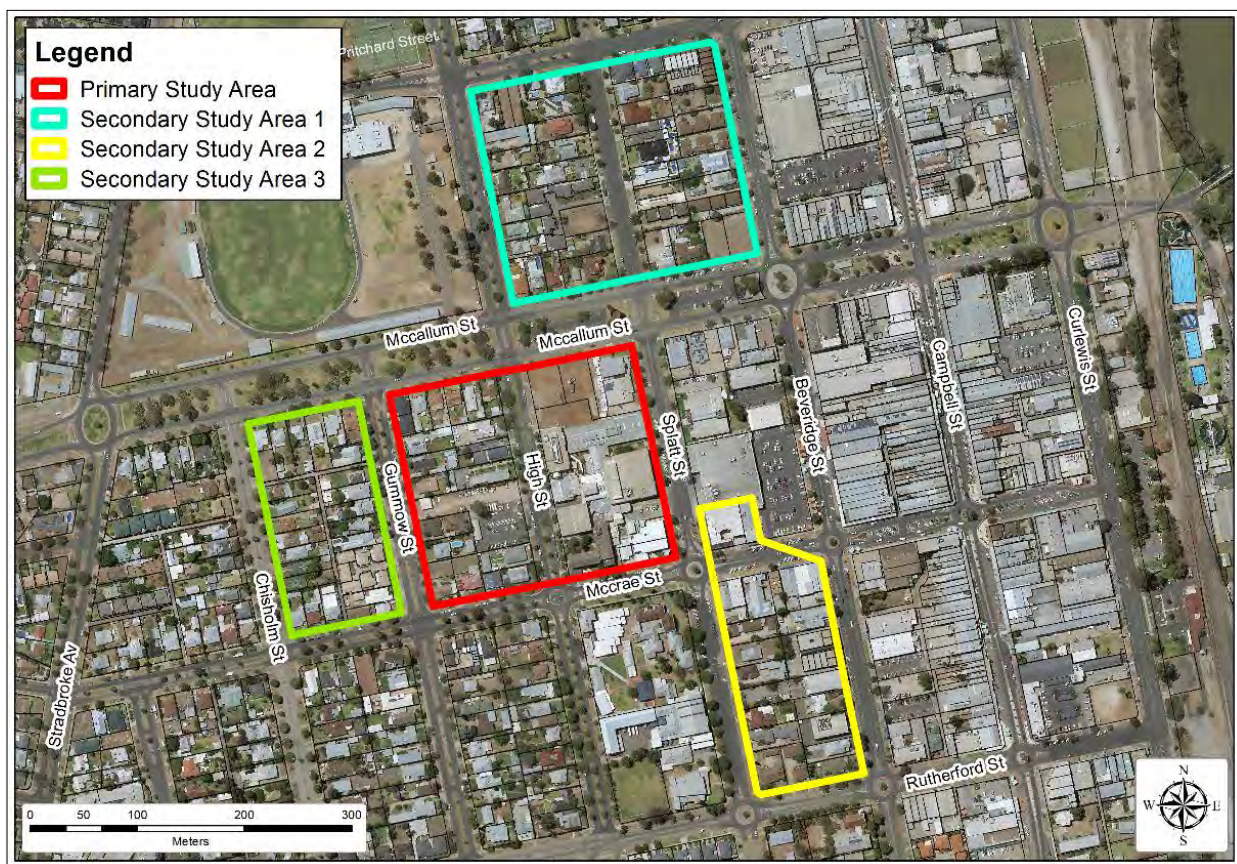 Pritchard Street
Legend
Primary Study Area
Secondary Study Area 1
Secondary Study Area 2
Secondary Study Area 3
Mccallum St
Mccallum St
Curlewis St
Campbell St
Beveridge St
Splatt St
High St
Gummow St
Chisholm St
Stradbroke Av
Mccrae St
Rutherford St
0 50 100 200 300
Meters
N
W E
S